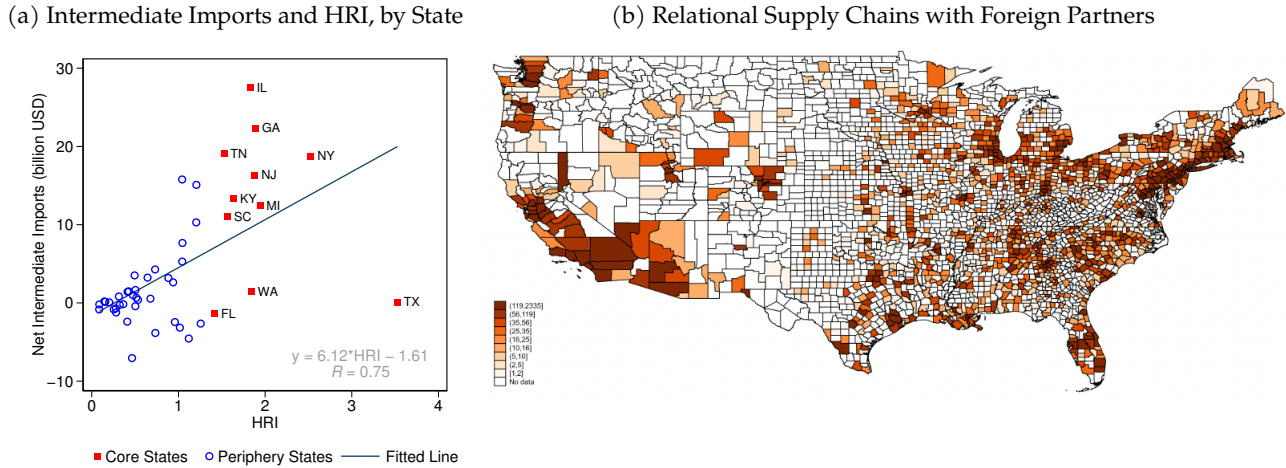 (a) Intermediate Imports and HRI, by State
(b) Relational Supply Chains with Foreign Partners
Net Intermediate Imports (billion USD)
30
20
10
0
−10
IL
GA
TN
NY
NJ
KY
MI
SC
WA
TX
FL
y = 6.12*HRI − 1.61
R = 0.75
0 1 2 3 4
HRI
Core States Periphery States Fitted Line
(119,2335]
(56,119]
(35,56]
(25,35]
(16,25]
(10,16]
(5,10]
(2,5]
[1,2]
No data